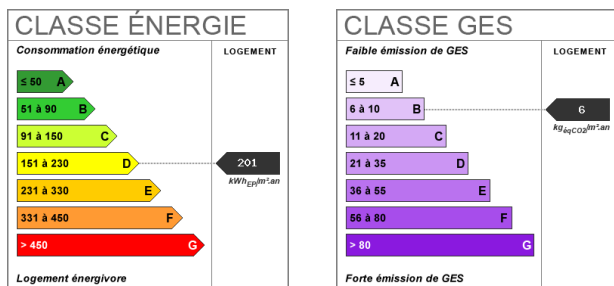 CLASSE ÉNERGIE
Consommation énergétique
LOGEMENT
≤ 50 A
51 à 90 B
91 à 150 C
151 à 230 D
201
kWhEP/m².an
231 à 330 E
331 à 450 F
> 450 G
Logement énergivore
CLASSE GES
Faible émission de GES
LOGEMENT
≤ 5 A
6 à 10 B
6
kgéqCO2/m².an
11 à 20 C
21 à 35 D
36 à 55 E
56 à 80 F
> 80 G
Forte émission de GES